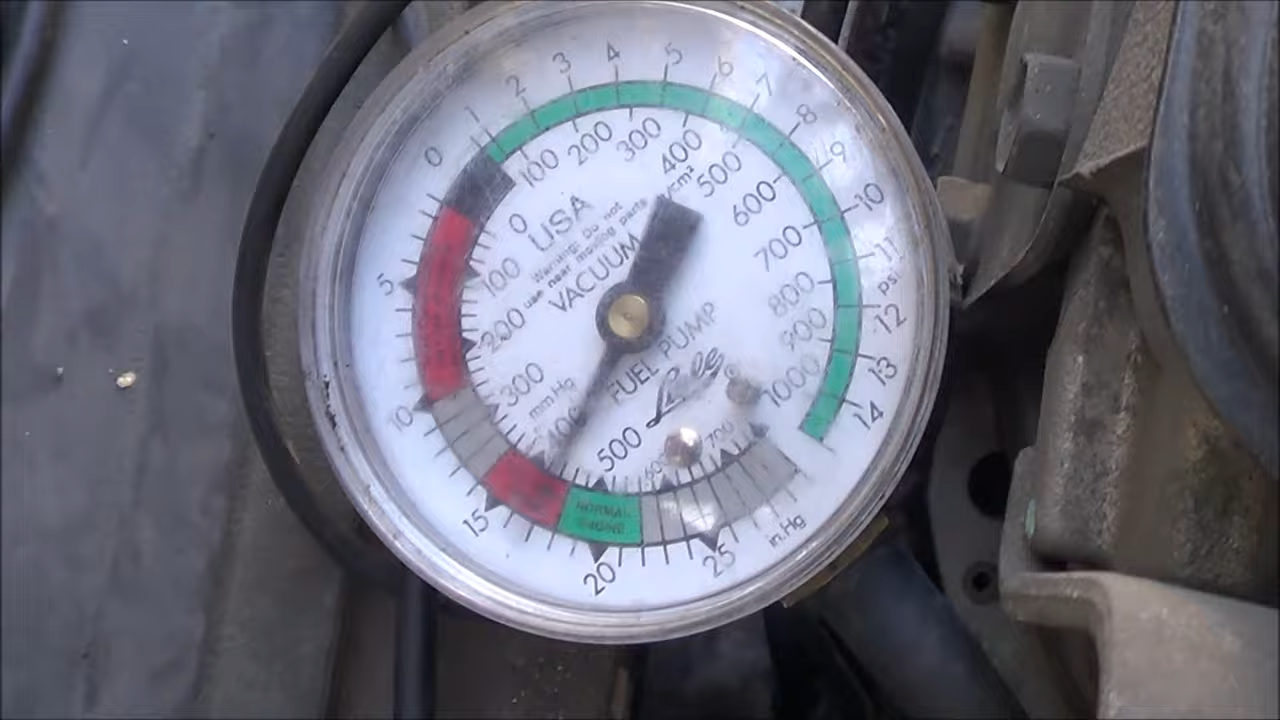 0 1 2 3 4 5 6 7 8 9 10 11 12 13 14
psi
100 200 300 400 500 600 700 800 900 1000
/cm²
USA
Warning: Do not
use near moving parts
VACUUM
FUEL PUMP
0 100 200 300 400 500 700
mm Hg
NORMAL
5 10 15 20 25
in.Hg